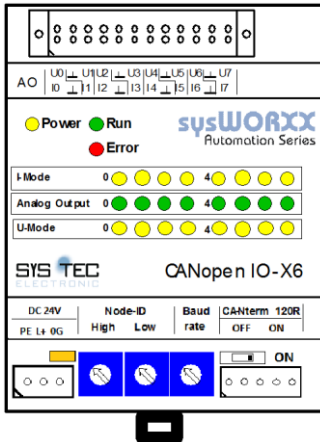 AO U0 U1 U2 U3 U4 U5 U6 U7
I0 I1 I2 I3 I4 I5 I6 I7
Power Run
Error
sysWORXX
Automation Series
I-Mode 0 4
Analog Output 0 4
U-Mode 0 4
SYS TEC
ELECTRONIC
CANopen IO-X6
DC 24V Node-ID Baud CANterm 120R
PE L+ 0G High Low rate OFF ON
ON